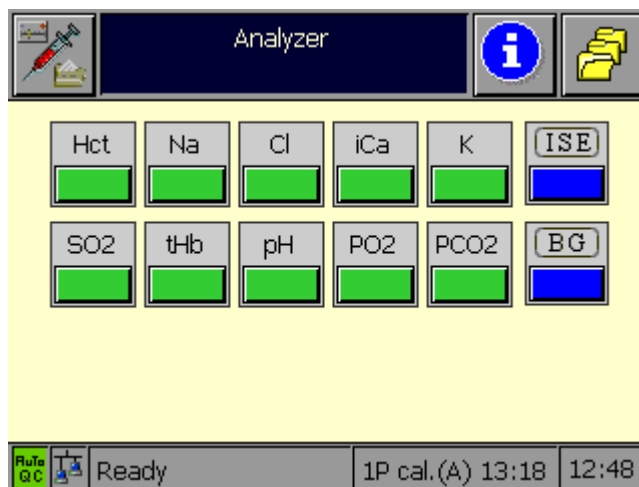 Analyzer
i
Hct Na Cl iCa K ISE
SO2 tHb pH PO2 PCO2 BG
AuTo QC Ready 1P cal.(A) 13:18 12:48